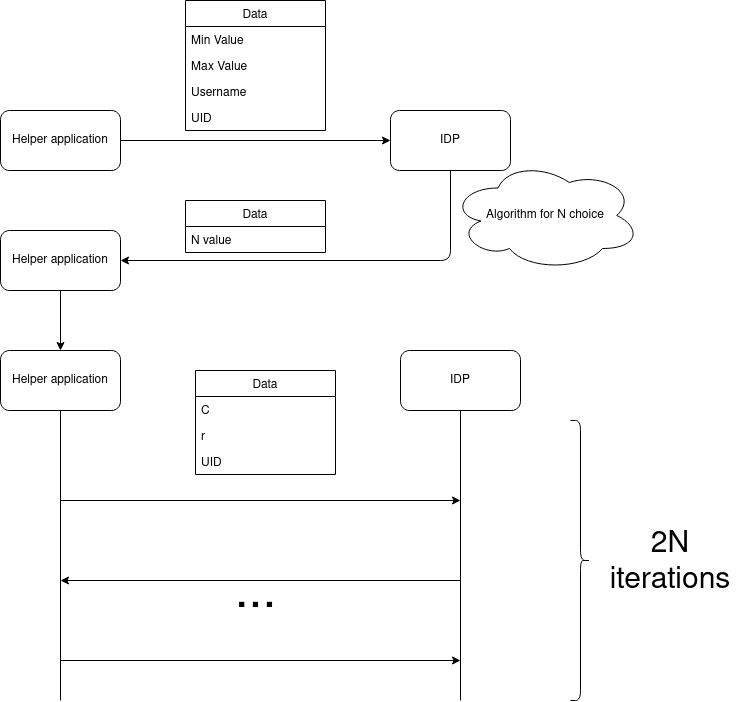 Data
Min Value
Max Value
Username
UID
Helper application
IDP
Algorithm for N choice
Data
N value
Helper application
Helper application
Data
C
r
UID
IDP
2N
iterations
...